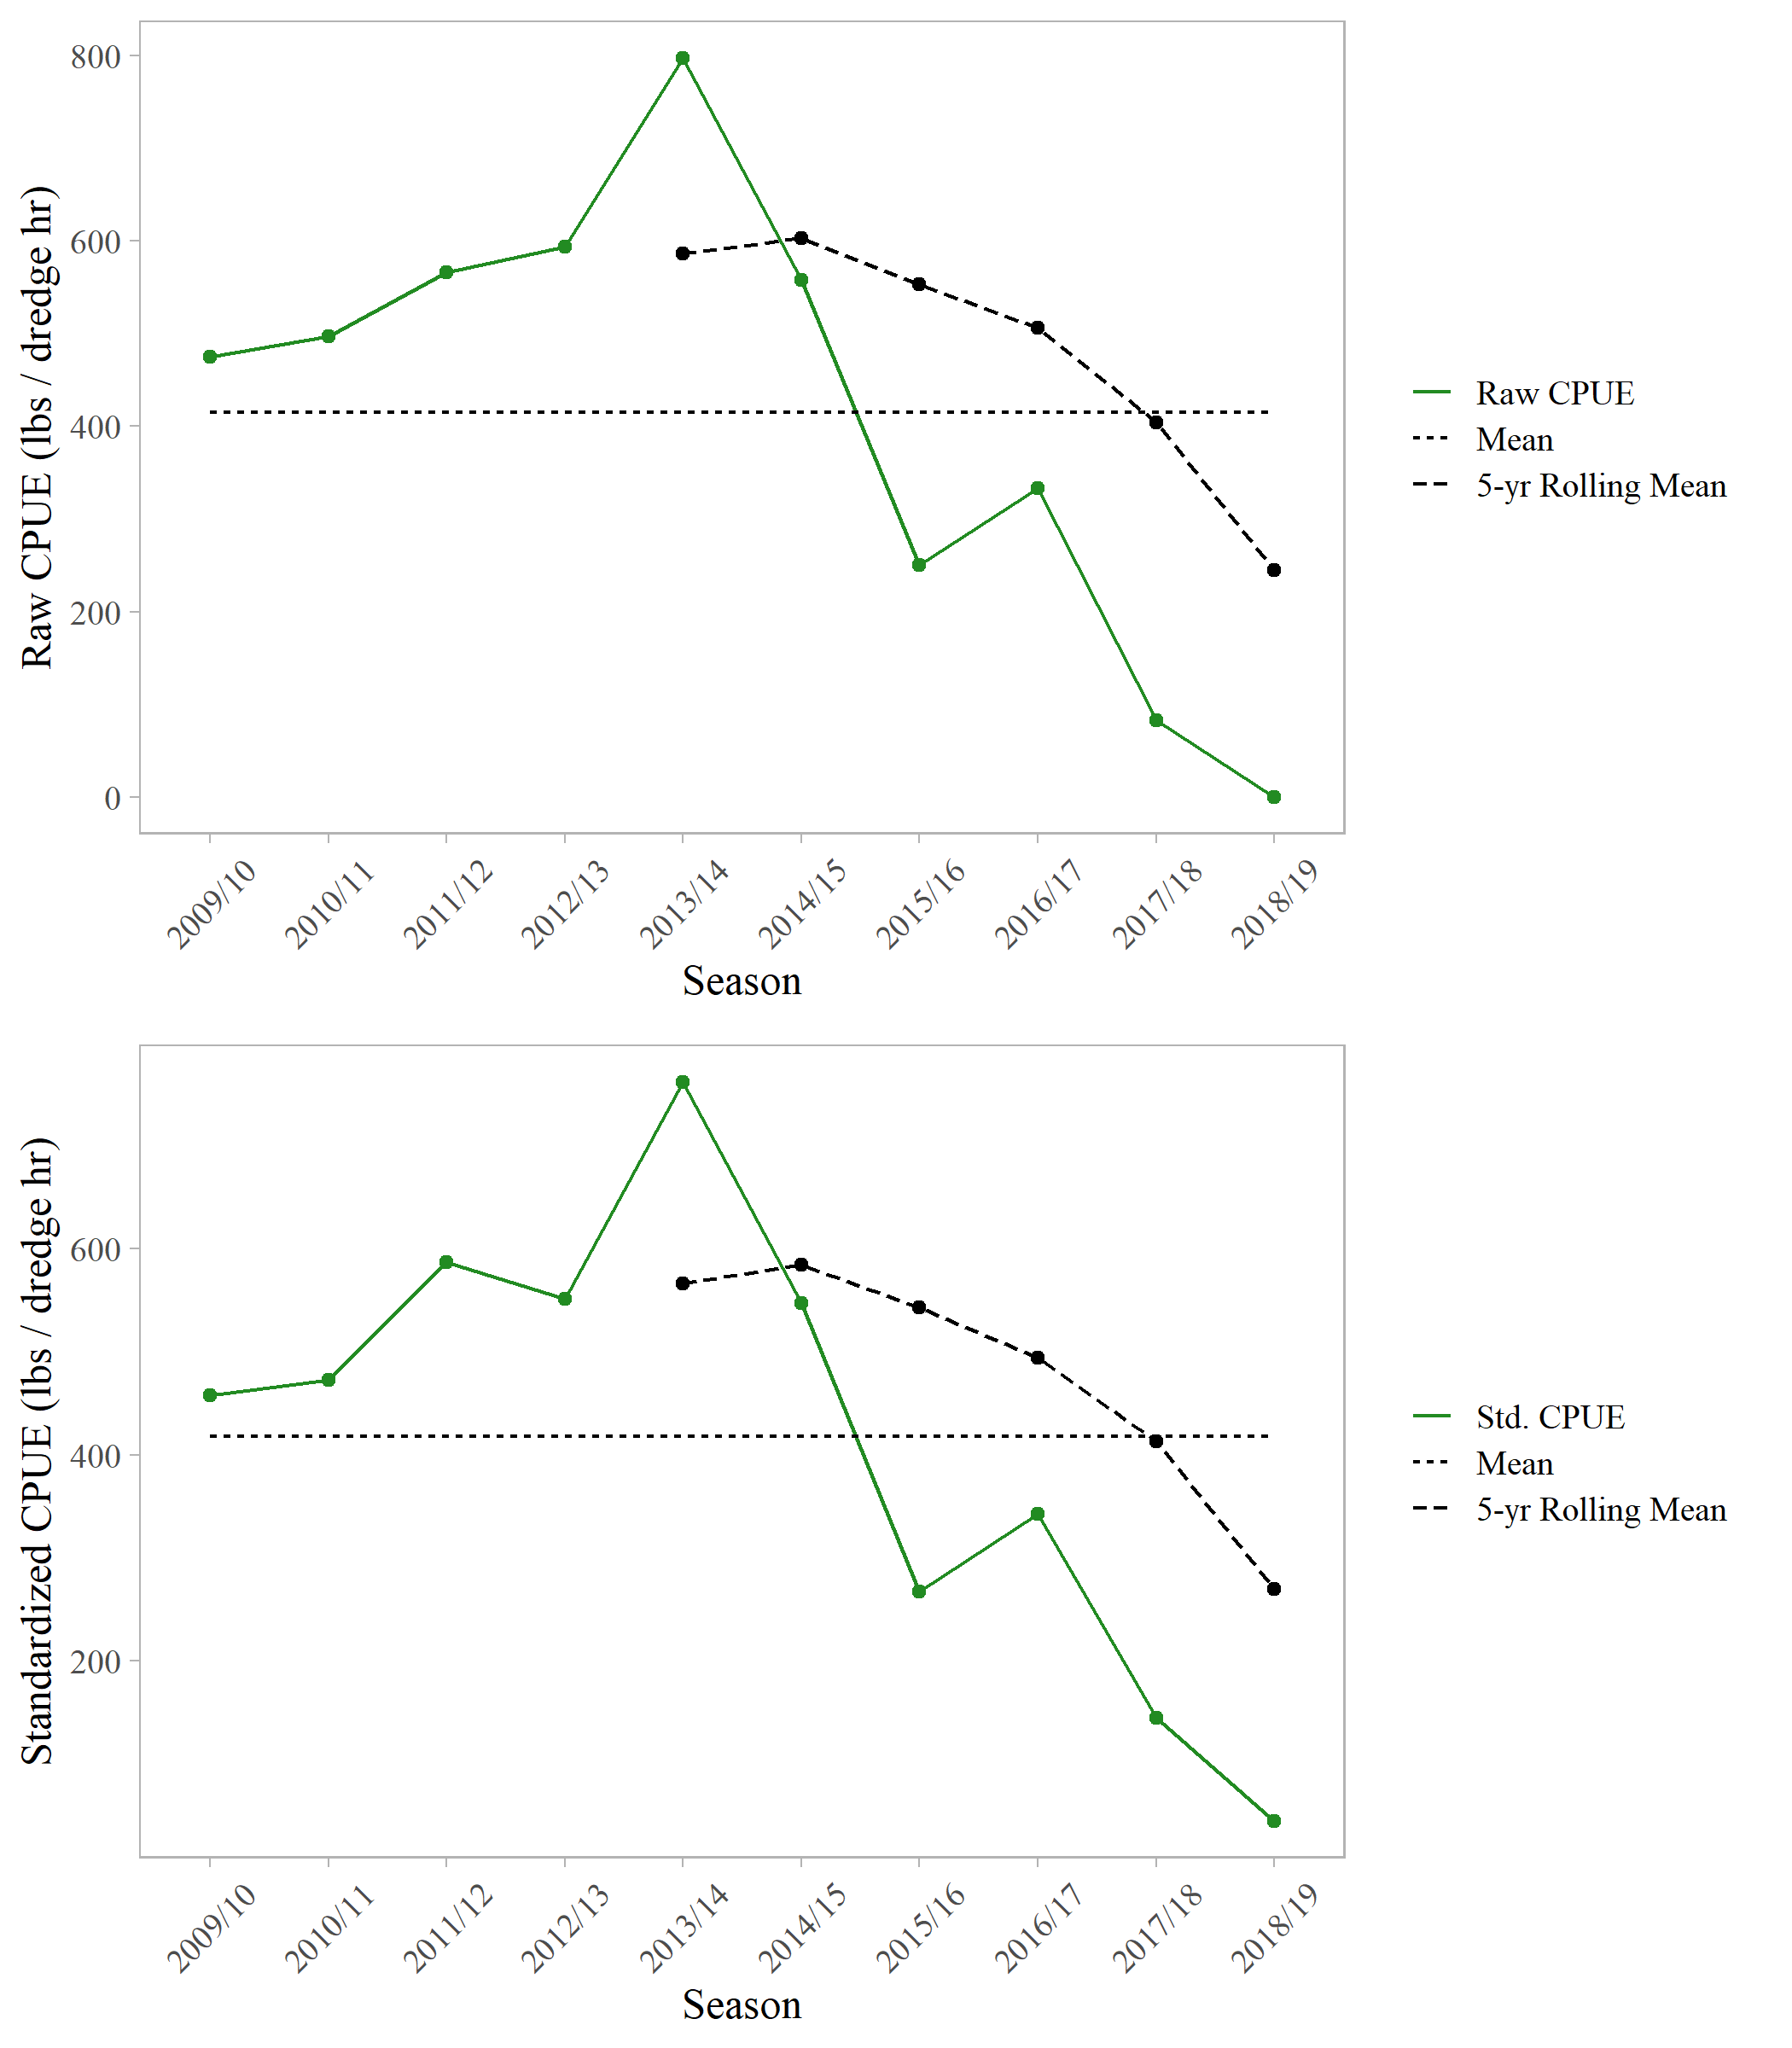 Raw CPUE (lbs / dredge hr)
800
600
400
200
0
2009/10 2010/11 2011/12 2012/13 2013/14 2014/15 2015/16 2016/17 2017/18 2018/19
Season
Raw CPUE
Mean
5-yr Rolling Mean
Standardized CPUE (lbs / dredge hr)
600
400
200
2009/10 2010/11 2011/12 2012/13 2013/14 2014/15 2015/16 2016/17 2017/18 2018/19
Season
Std. CPUE
Mean
5-yr Rolling Mean